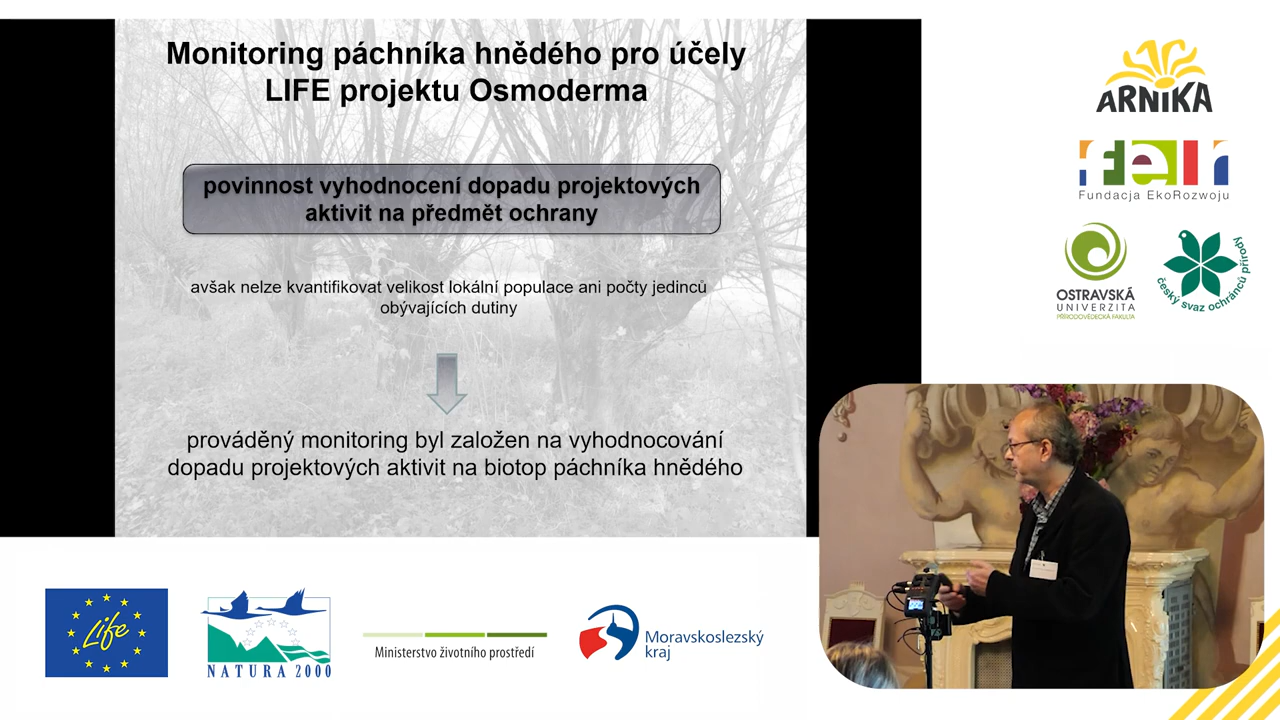 Monitoring páchníka hnědého pro účely
LIFE projektu Osmoderma
povinnost vyhodnocení dopadu projektových
aktivit na předmět ochrany
avšak nelze kvantifikovat velikost lokální populace ani počty jedinců
obývajících dutiny
prováděný monitoring byl založen na vyhodnocování
dopadu projektových aktivit na biotop páchníka hnědého
ARNIKA
feri
Fundacja EkoRozwoju
OSTRAVSKÁ
UNIVERZITA
PŘÍRODOVĚDECKÁ FAKULTA
český svaz ochránců přírody
Life
NATURA 2000
Ministerstvo životního prostředí
Moravskoslezský
kraj